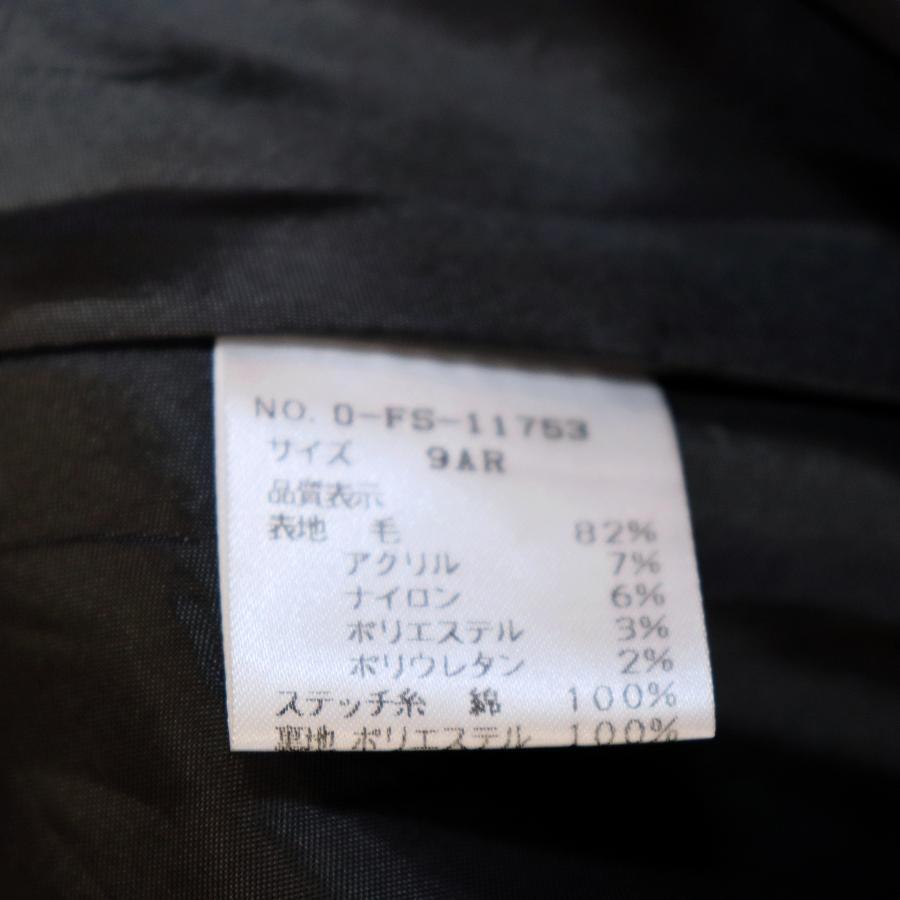 NO. 0-FS-11753
サイズ 9AR
品質表示
表地 毛 82%
アクリル 7%
ナイロン 6%
ポリエステル 3%
ポリウレタン 2%
ステッチ糸 綿 100%
裏地 ポリエステル 100%